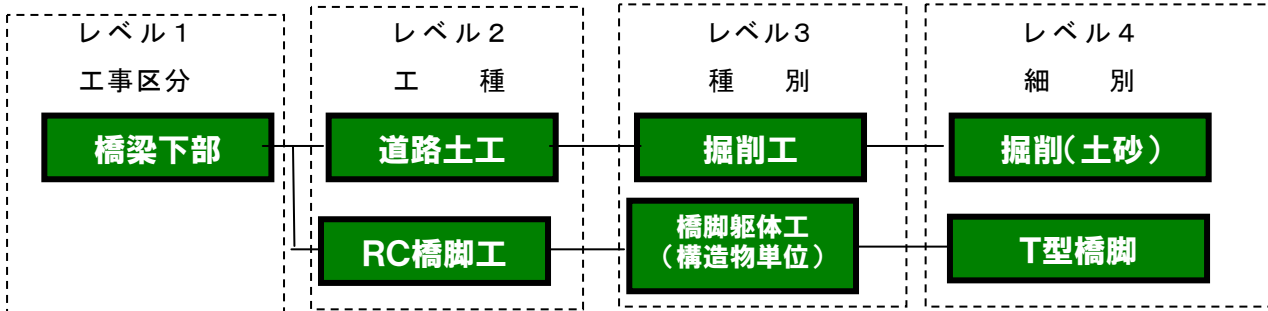 レベル1
レベル2
レベル3
レベル4
工事区分
工　種
種　別
細　別
橋梁下部
道路土工
掘削工
掘削(土砂)
RC橋脚工
橋脚躯体工
(構造物単位)
T型橋脚